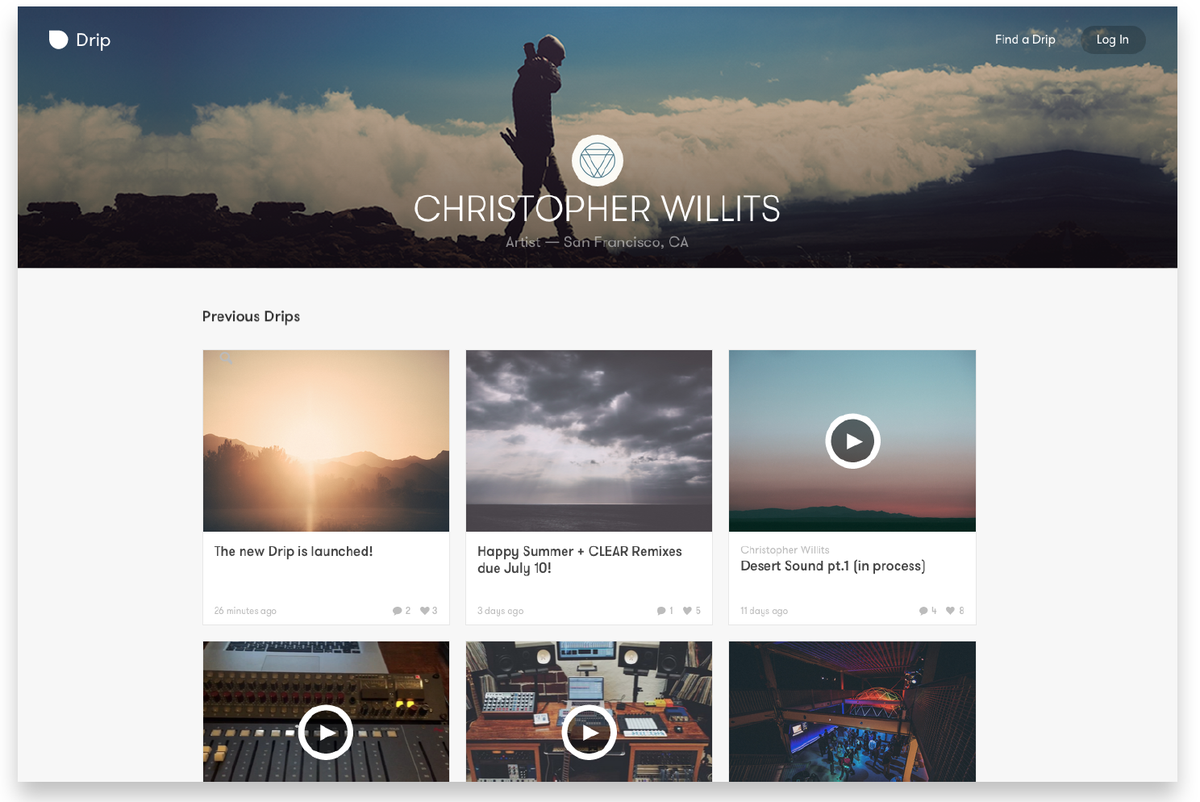 Drip
Find a Drip
Log In
CHRISTOPHER WILLITS
Artist — San Francisco, CA
Previous Drips
The new Drip is launched!
26 minutes ago
2
3
Happy Summer + CLEAR Remixes
due July 10!
3 days ago
1
5
Christopher Willits
Desert Sound pt.1 (in process)
11 days ago
4
8